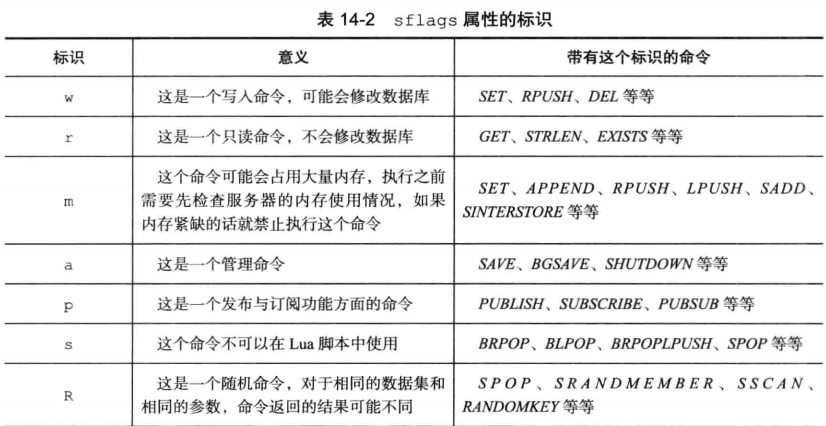 表 14-2 sflags 属性的标识
标识 意义 带有这个标识的命令
w 这是一个写入命令，可能会修改数据库 SET、RPUSH、DEL 等等
r 这是一个只读命令，不会修改数据库 GET、STRLEN、EXISTS 等等
m
这个命令可能会占用大量内存，执行之前
需要先检查服务器的内存使用情况，如果
内存紧缺的话就禁止执行这个命令
SET、APPEND、RPUSH、LPUSH、SADD、
SINTERSTORE 等等
a 这是一个管理命令 SAVE、BGSAVE、SHUTDOWN 等等
p 这是一个发布与订阅功能方面的命令 PUBLISH、SUBSCRIBE、PUBSUB 等等
s 这个命令不可以在 Lua 脚本中使用 BRPOP、BLPOP、BRPOPLPUSH、SPOP 等等
R
这是一个随机命令，对于相同的数据集和
相同的参数，命令返回的结果可能不同
SPOP、SRANDMEMBER、SSCAN、
RANDOMKEY 等等